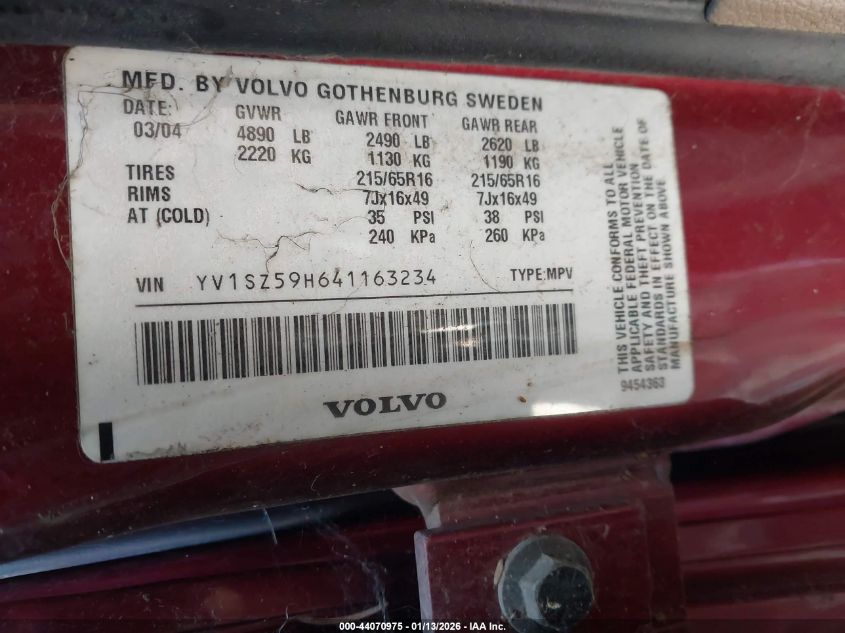 MFD. BY VOLVO GOTHENBURG SWEDEN
DATE: GVWR GAWR FRONT GAWR REAR
03/04 4890 LB 2490 LB 2620 LB
2220 KG 1130 KG 1190 KG
TIRES 215/65R16 215/65R16
RIMS 7Jx16x49 7Jx16x49
AT (COLD) 35 PSI 38 PSI
240 KPa 260 KPa
VIN YV1SZ59H641163234 TYPE:MPV
VOLVO
THIS VEHICLE CONFORMS TO ALL
APPLICABLE FEDERAL MOTOR VEHICLE
SAFETY AND THEFT PREVENTION
STANDARDS IN EFFECT ON THE DATE OF
MANUFACTURE SHOWN ABOVE
9454363
000-44070975 | 01/13/2026 | IAA Inc.